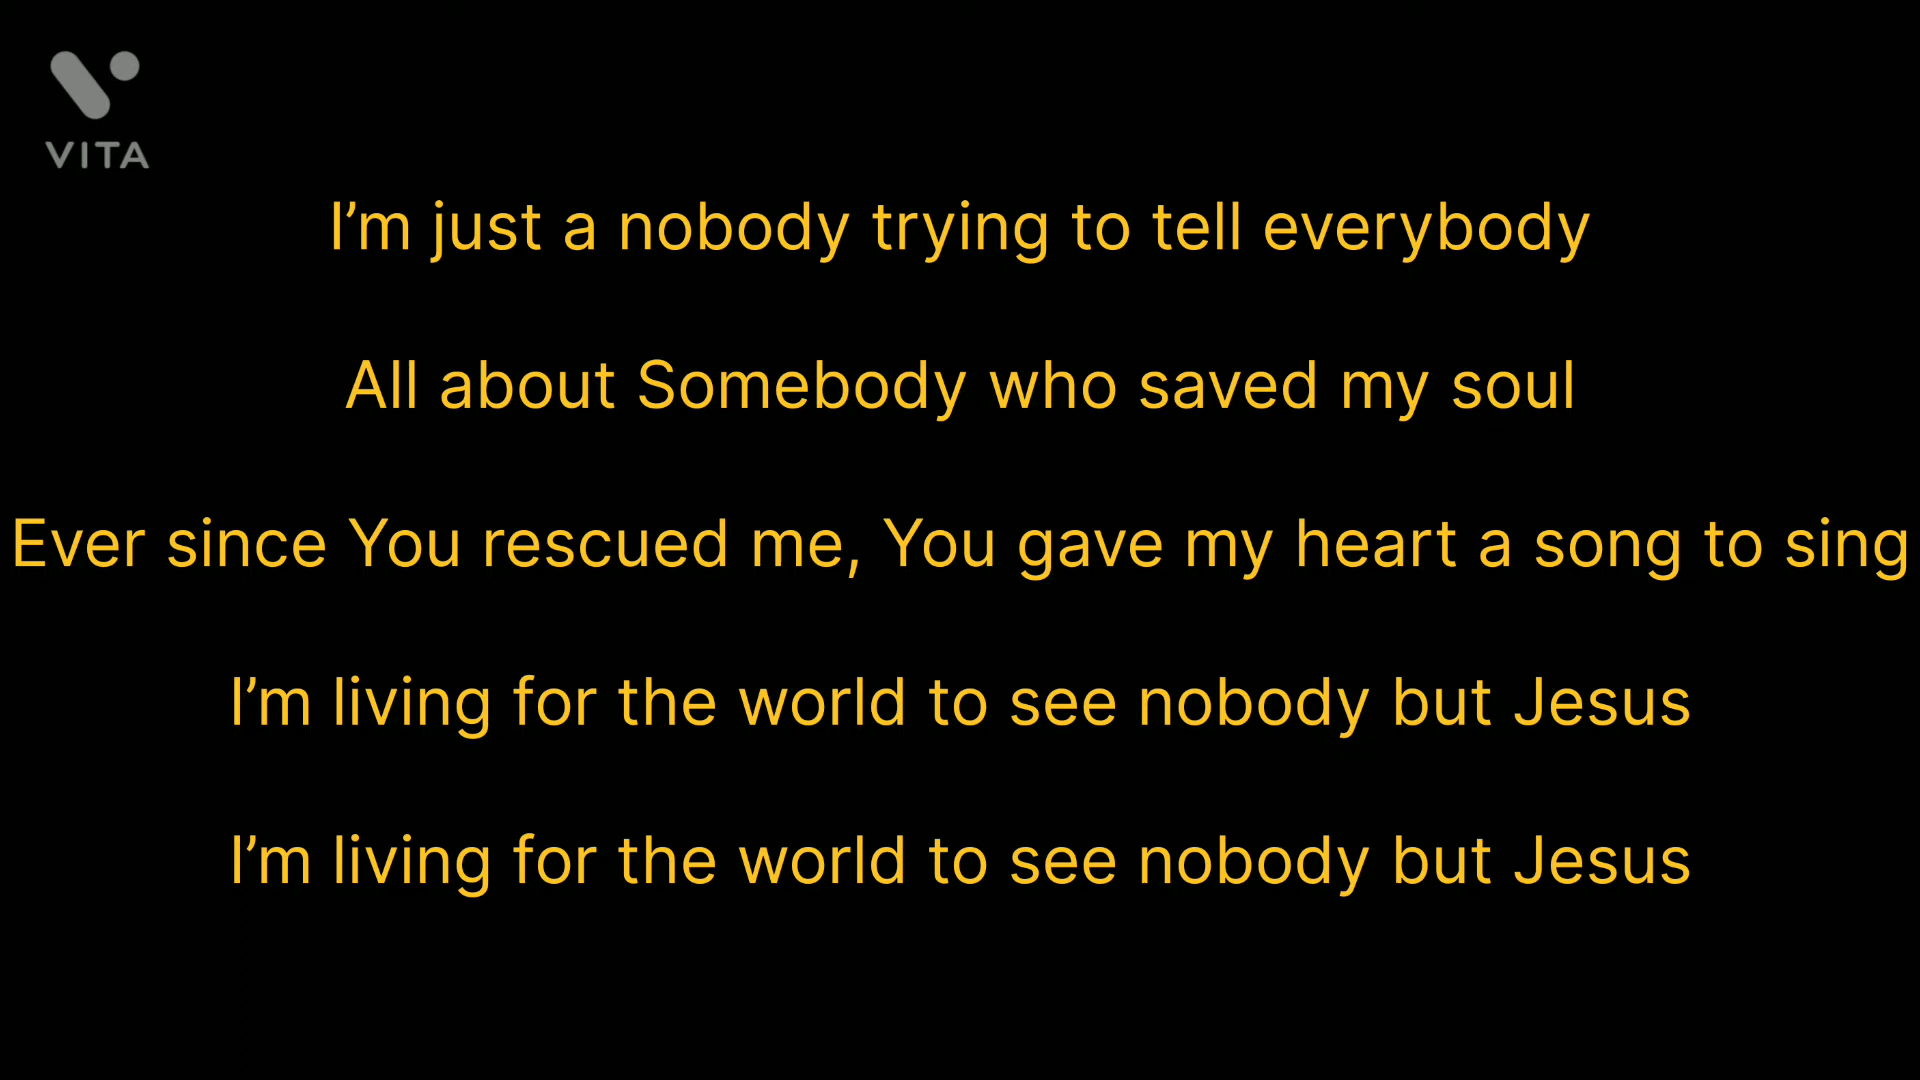 VITA
I’m just a nobody trying to tell everybody
All about Somebody who saved my soul
Ever since You rescued me, You gave my heart a song to sing
I’m living for the world to see nobody but Jesus
I’m living for the world to see nobody but Jesus